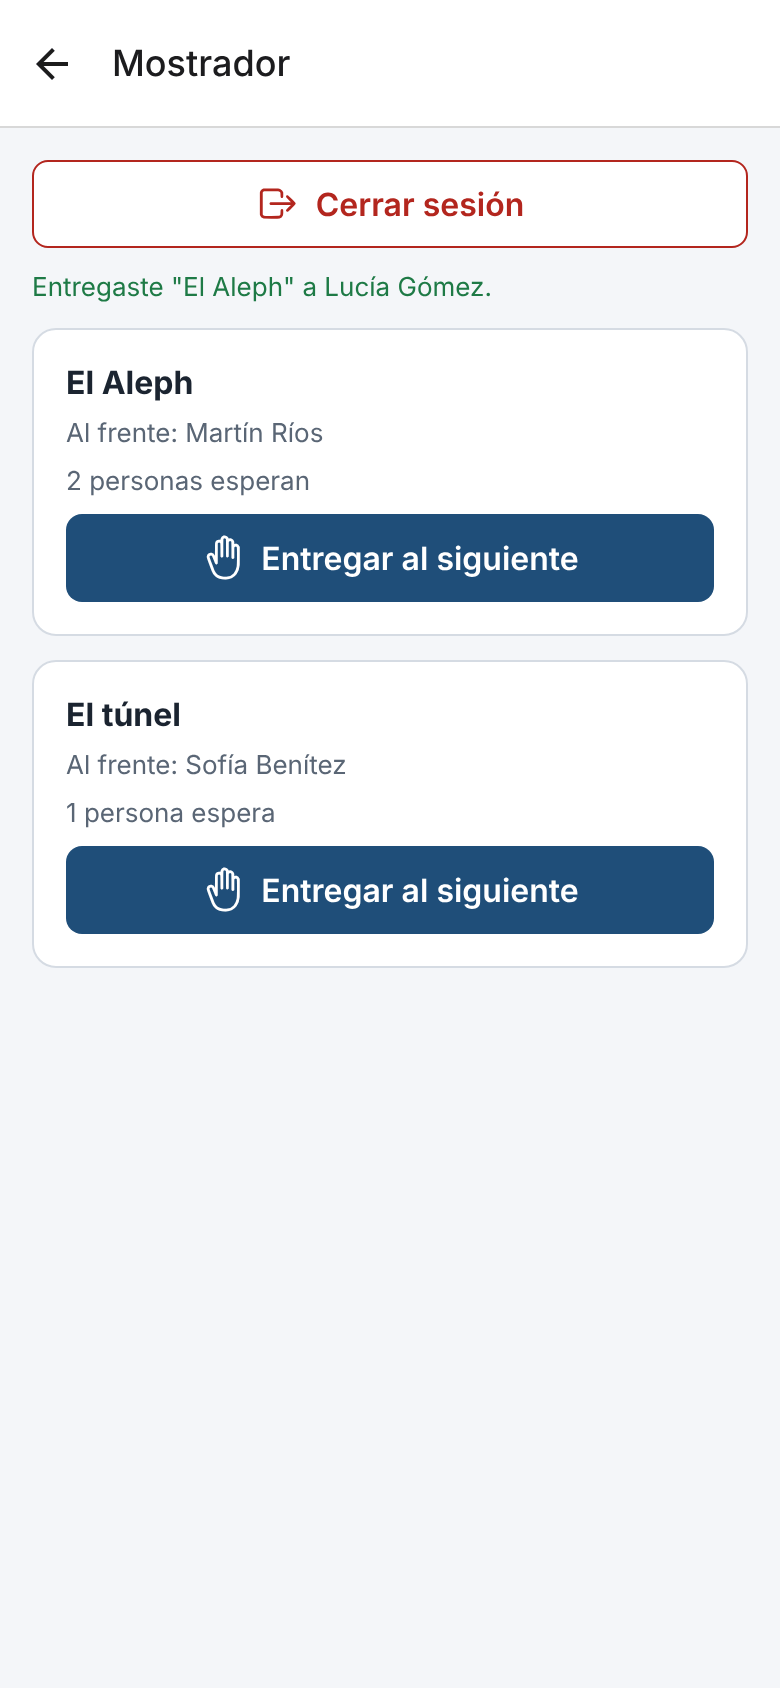 Mostrador
Cerrar sesión
Entregaste "El Aleph" a Lucía Gómez.
El Aleph
Al frente: Martín Ríos
2 personas esperan
Entregar al siguiente
El túnel
Al frente: Sofía Benítez
1 persona espera
Entregar al siguiente